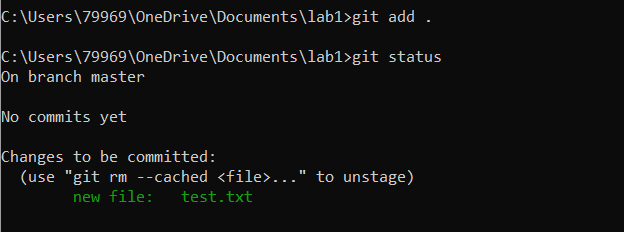 C:\Users\79969\OneDrive\Documents\lab1>git add .
C:\Users\79969\OneDrive\Documents\lab1>git status
On branch master
No commits yet
Changes to be committed:
  (use "git rm --cached <file>..." to unstage)
        new file:   test.txt